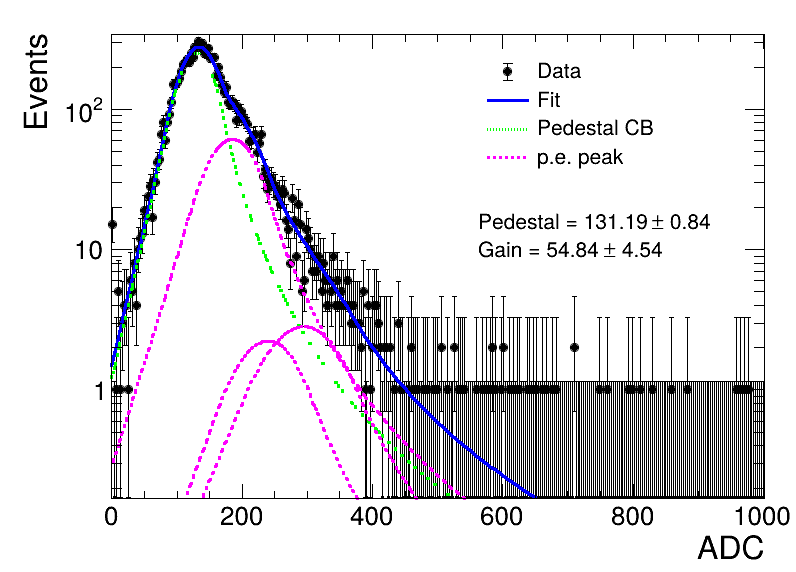 Events
10²
10
1
Data
Fit
Pedestal CB
p.e. peak
Pedestal = 131.19 ± 0.84
Gain = 54.84 ± 4.54
0 200 400 600 800 1000
ADC